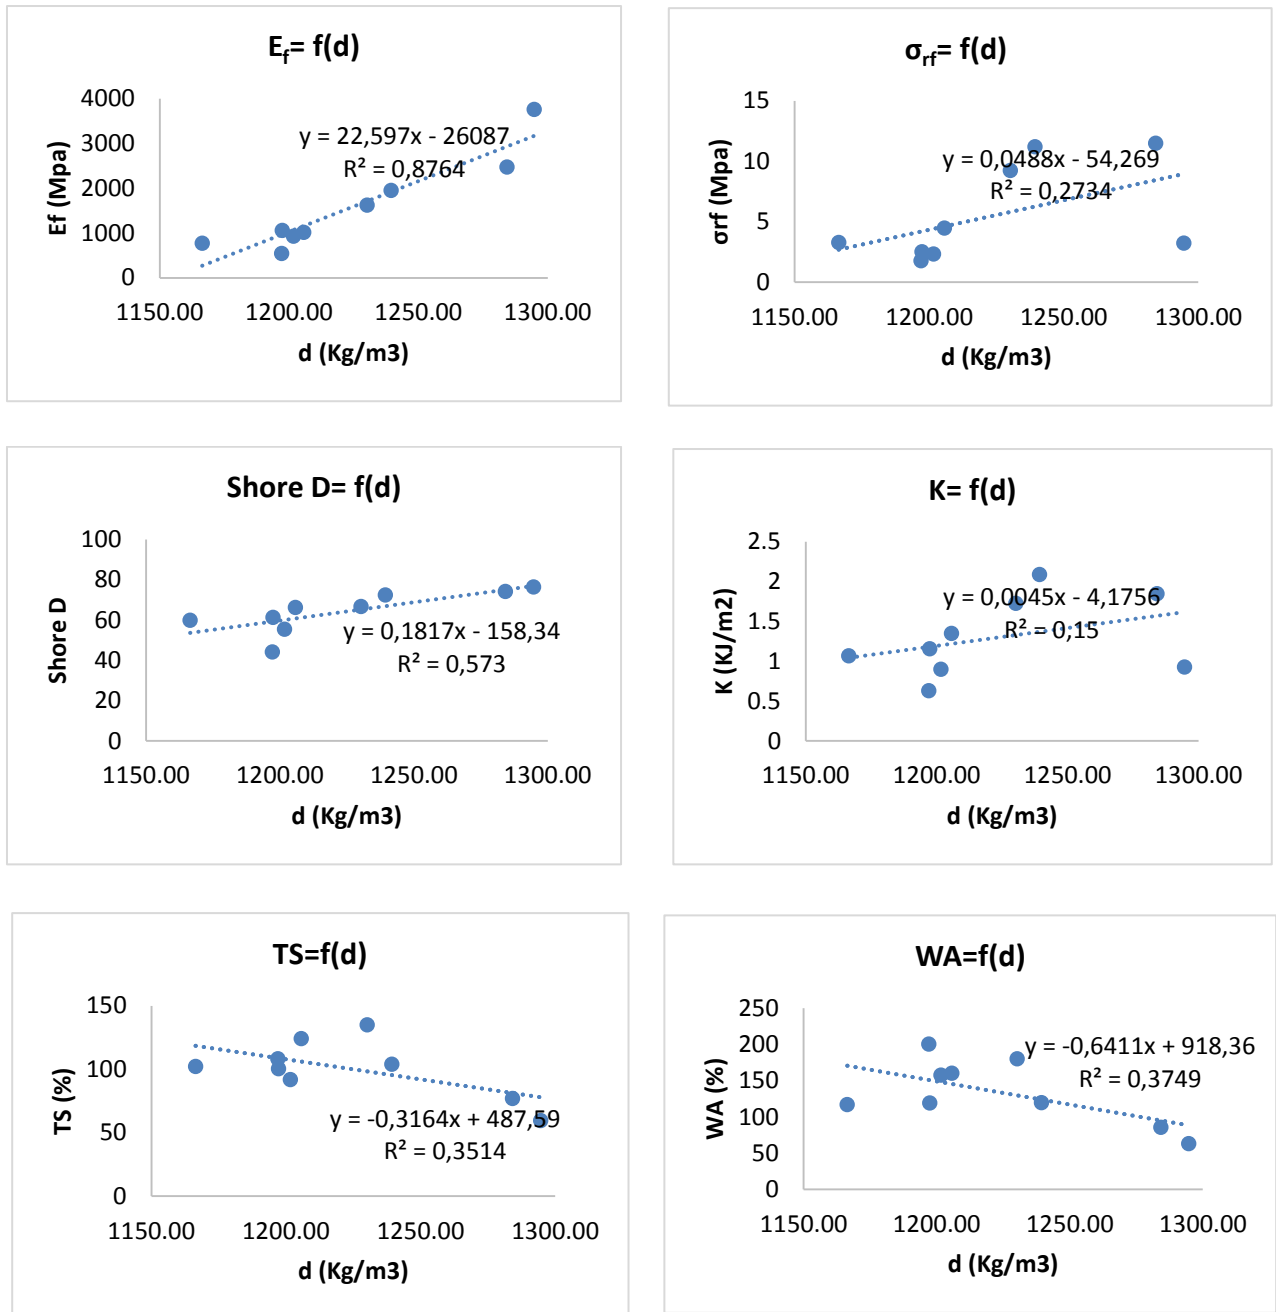 E_f= f(d)
4000
3000
2000
1000
0
Ef (Mpa)
y = 22,597x - 26087
R² = 0,8764
1150.00 1200.00 1250.00 1300.00
d (Kg/m3)
σ_rf= f(d)
15
10
5
0
σrf (Mpa)
y = 0,0488x - 54,269
R² = 0,2734
1150.00 1200.00 1250.00 1300.00
d (Kg/m3)
Shore D= f(d)
100
80
60
40
20
0
Shore D
y = 0,1817x - 158,34
R² = 0,573
1150.00 1200.00 1250.00 1300.00
d (Kg/m3)
K= f(d)
2.5
2
1.5
1
0.5
0
K (KJ/m2)
y = 0,0045x - 4,1756
R² = 0,15
1150.00 1200.00 1250.00 1300.00
d (Kg/m3)
TS=f(d)
150
100
50
0
TS (%)
y = -0,3164x + 487,59
R² = 0,3514
1150.00 1200.00 1250.00 1300.00
d (Kg/m3)
WA=f(d)
250
200
150
100
50
0
WA (%)
y = -0,6411x + 918,36
R² = 0,3749
1150.00 1200.00 1250.00 1300.00
d (Kg/m3)